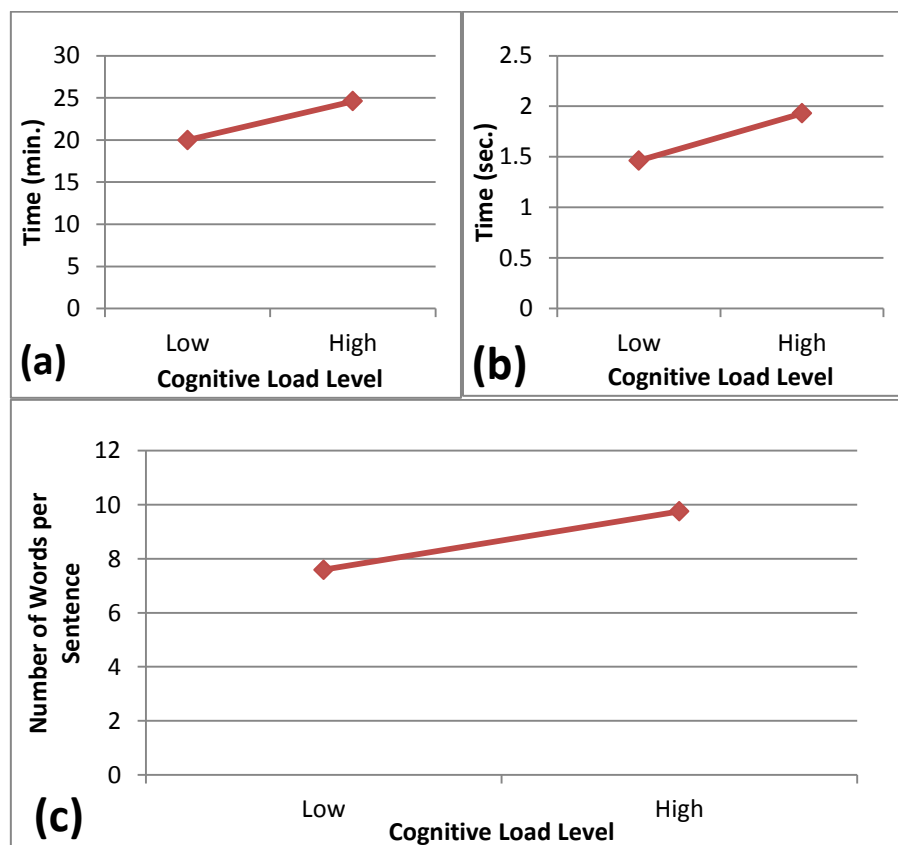 30
25
20
15
10
5
0
Time (min.)
Low High
(a)
Cognitive Load Level
2.5
2
1.5
1
0.5
0
Time (sec.)
Low High
(b)
Cognitive Load Level
12
10
8
6
4
2
0
Number of Words per
Sentence
Low High
(c)
Cognitive Load Level